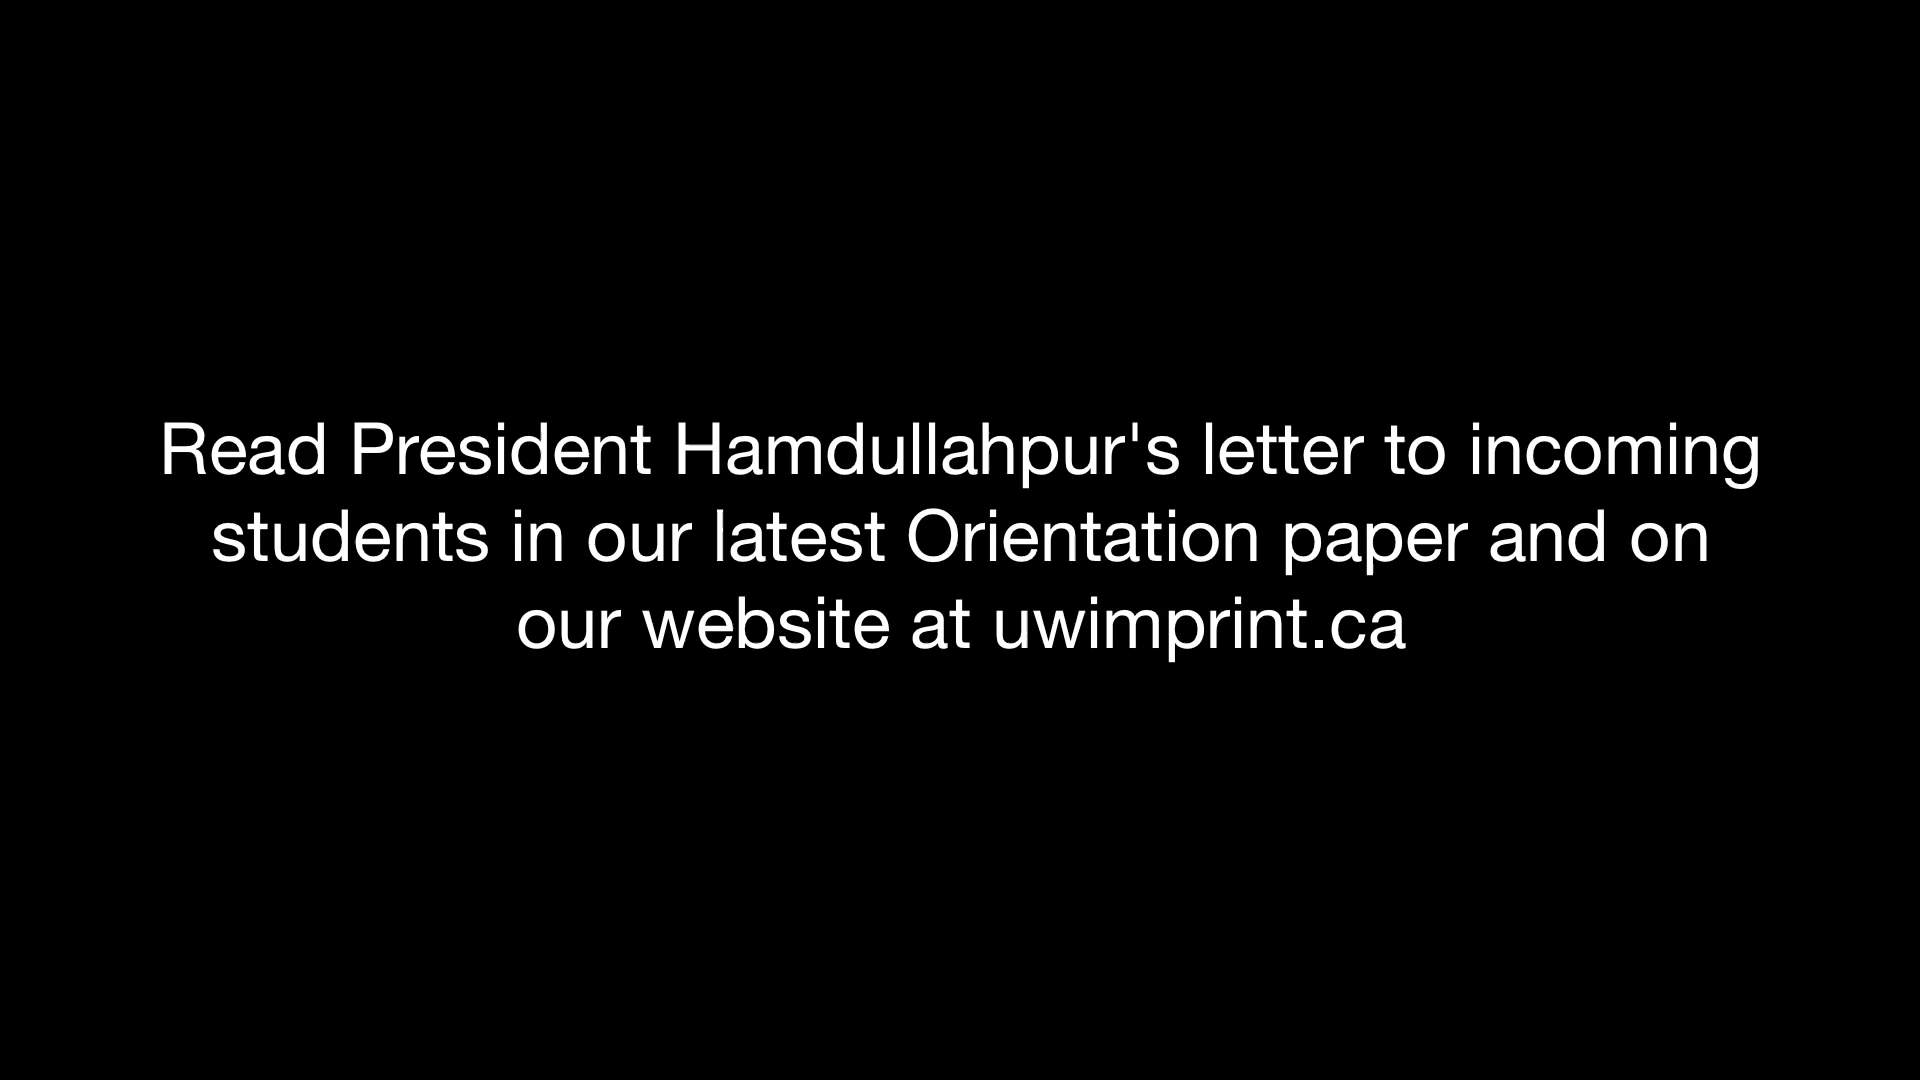 Read President Hamdullahpur's letter to incoming
students in our latest Orientation paper and on
our website at uwimprint.ca